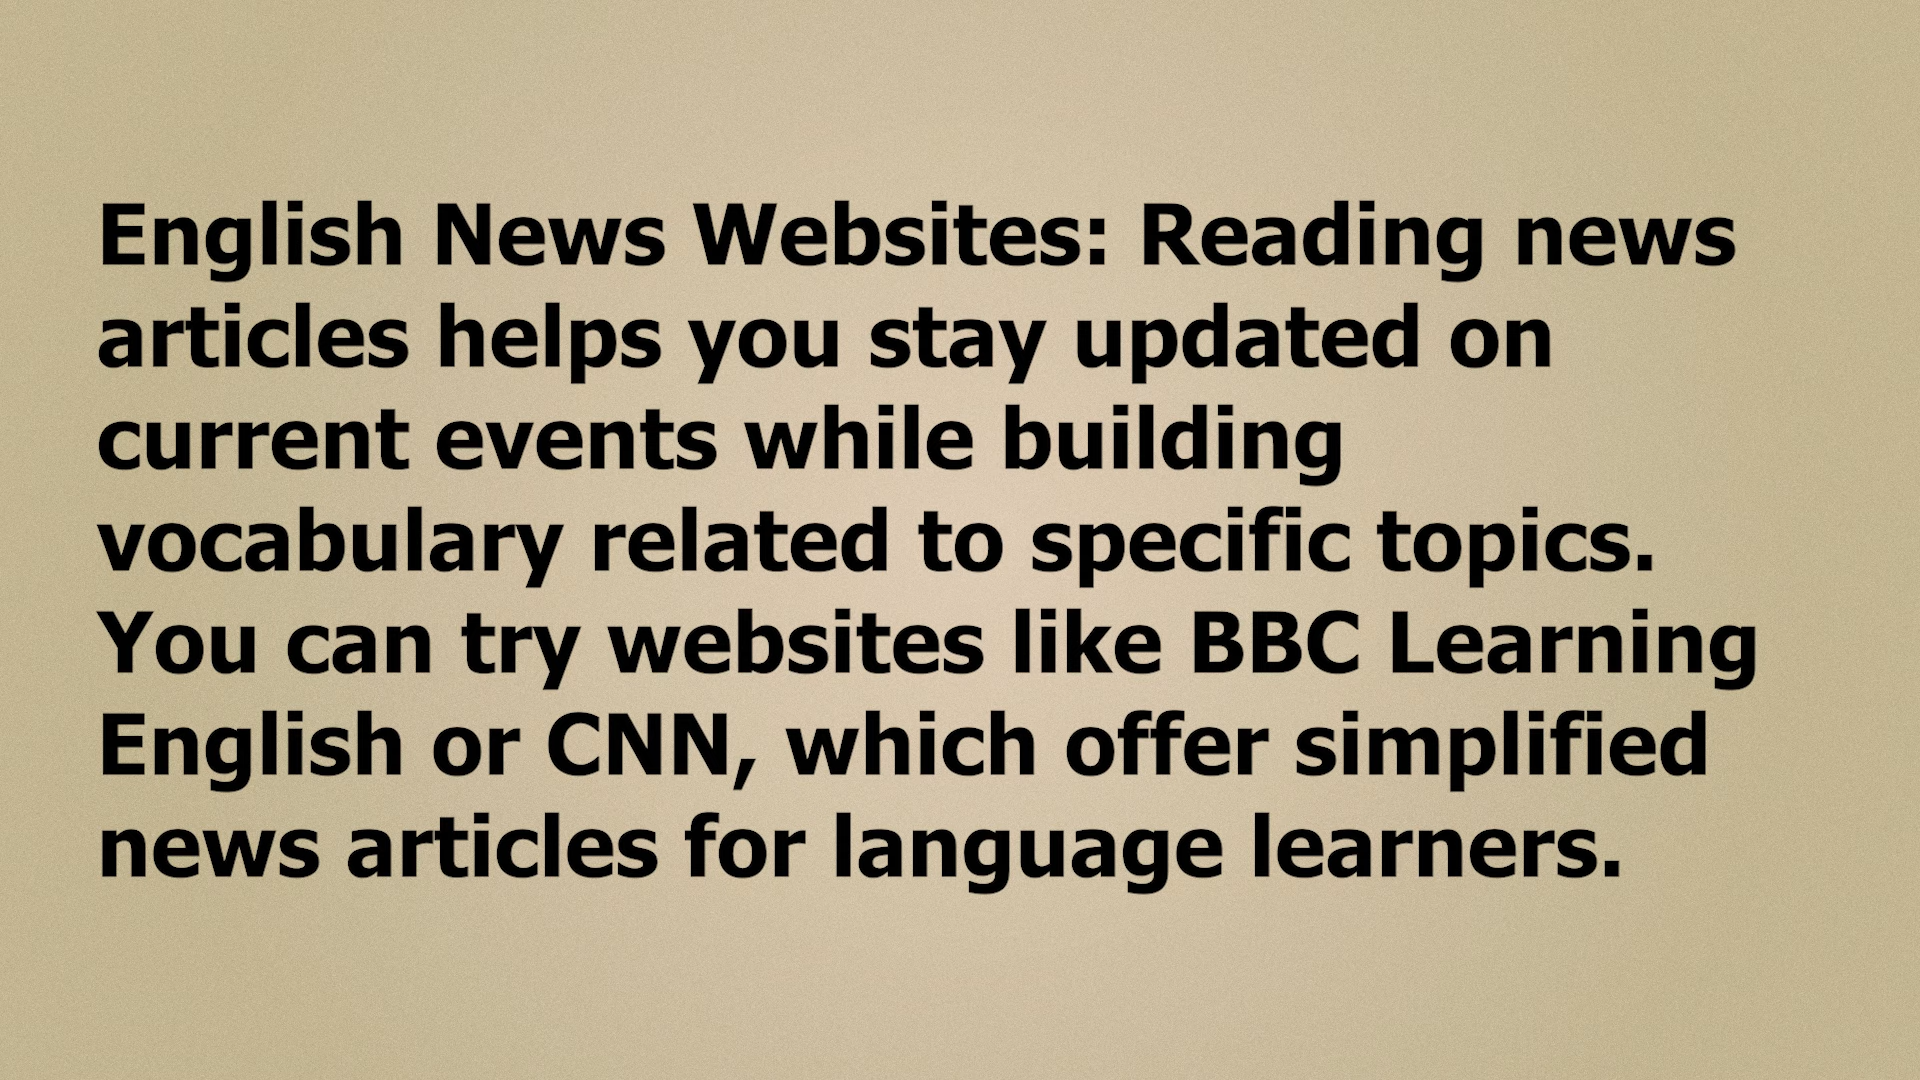 English News Websites: Reading news
articles helps you stay updated on
current events while building
vocabulary related to specific topics.
You can try websites like BBC Learning
English or CNN, which offer simplified
news articles for language learners.